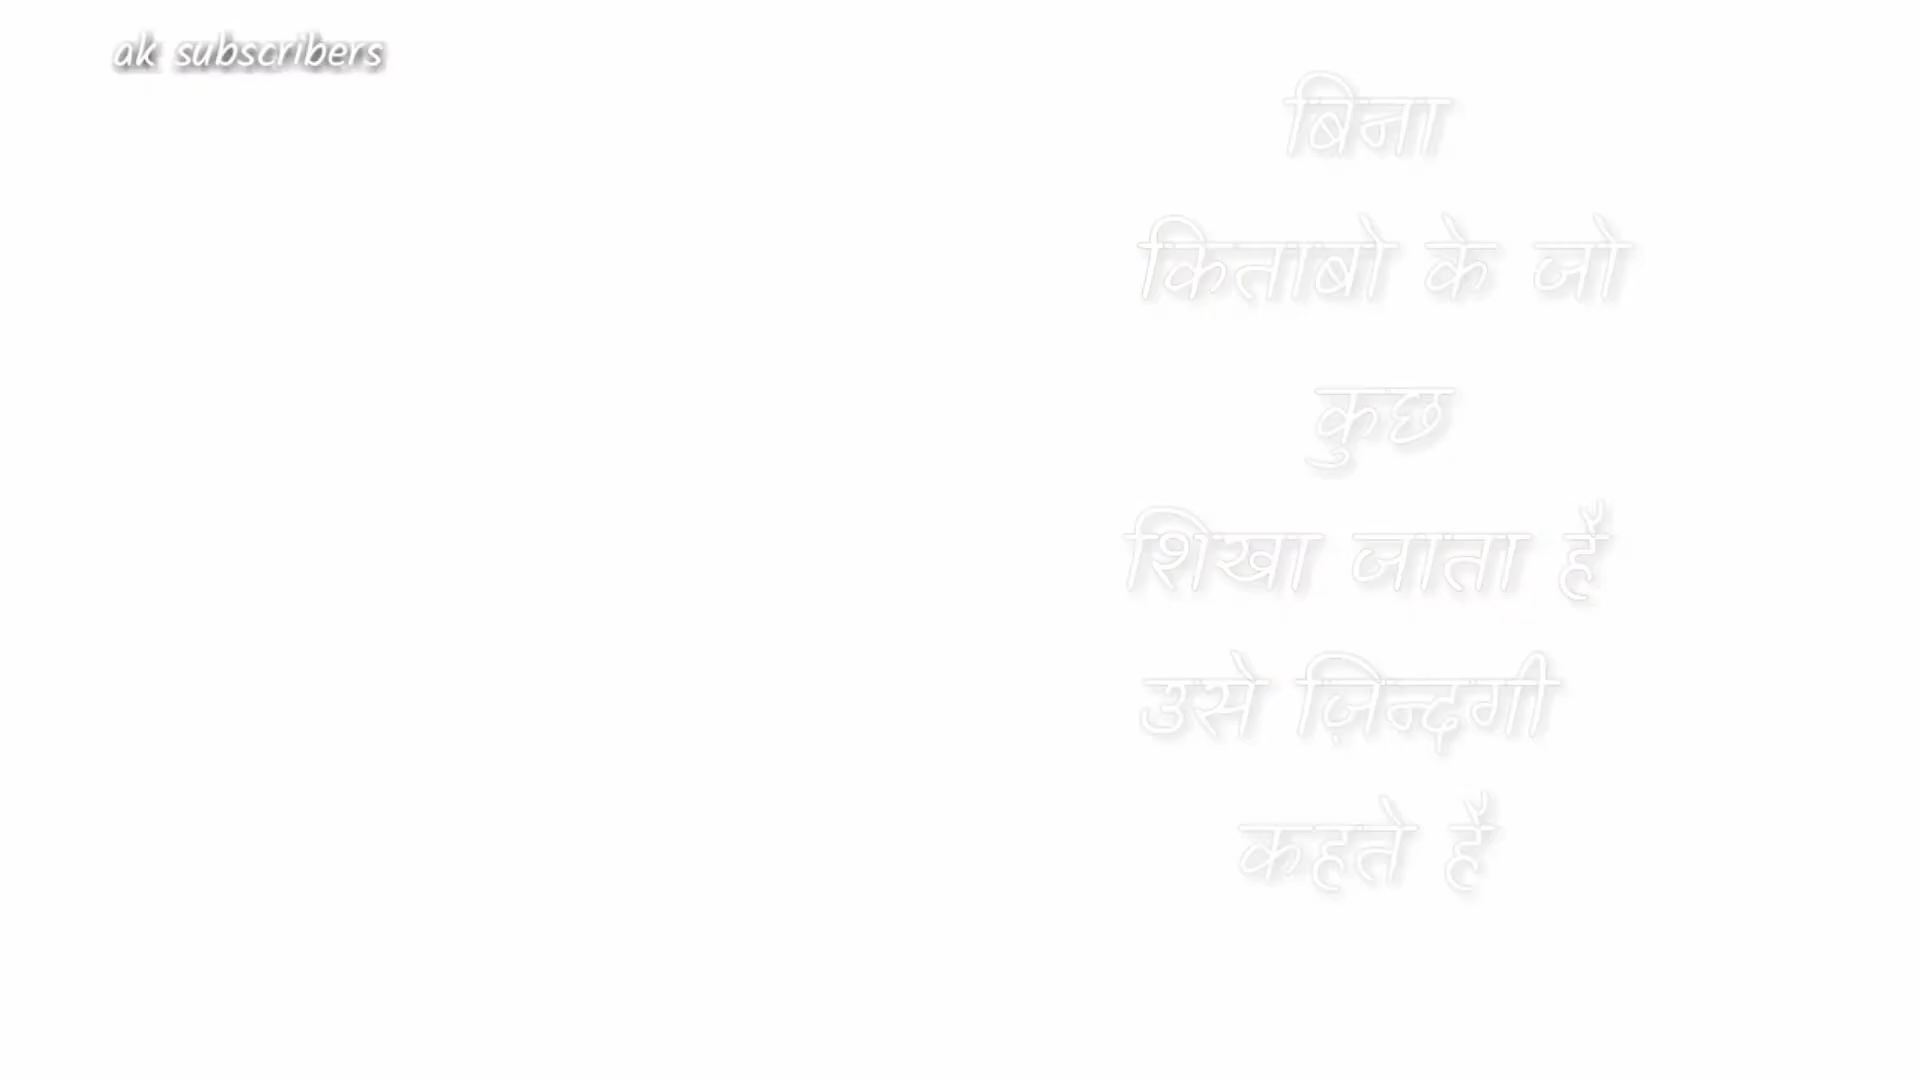 ak subscribers
बिना
किताबो के जो
कुछ
शिखा जाता है
उसे ज़िन्दगी
कहते है